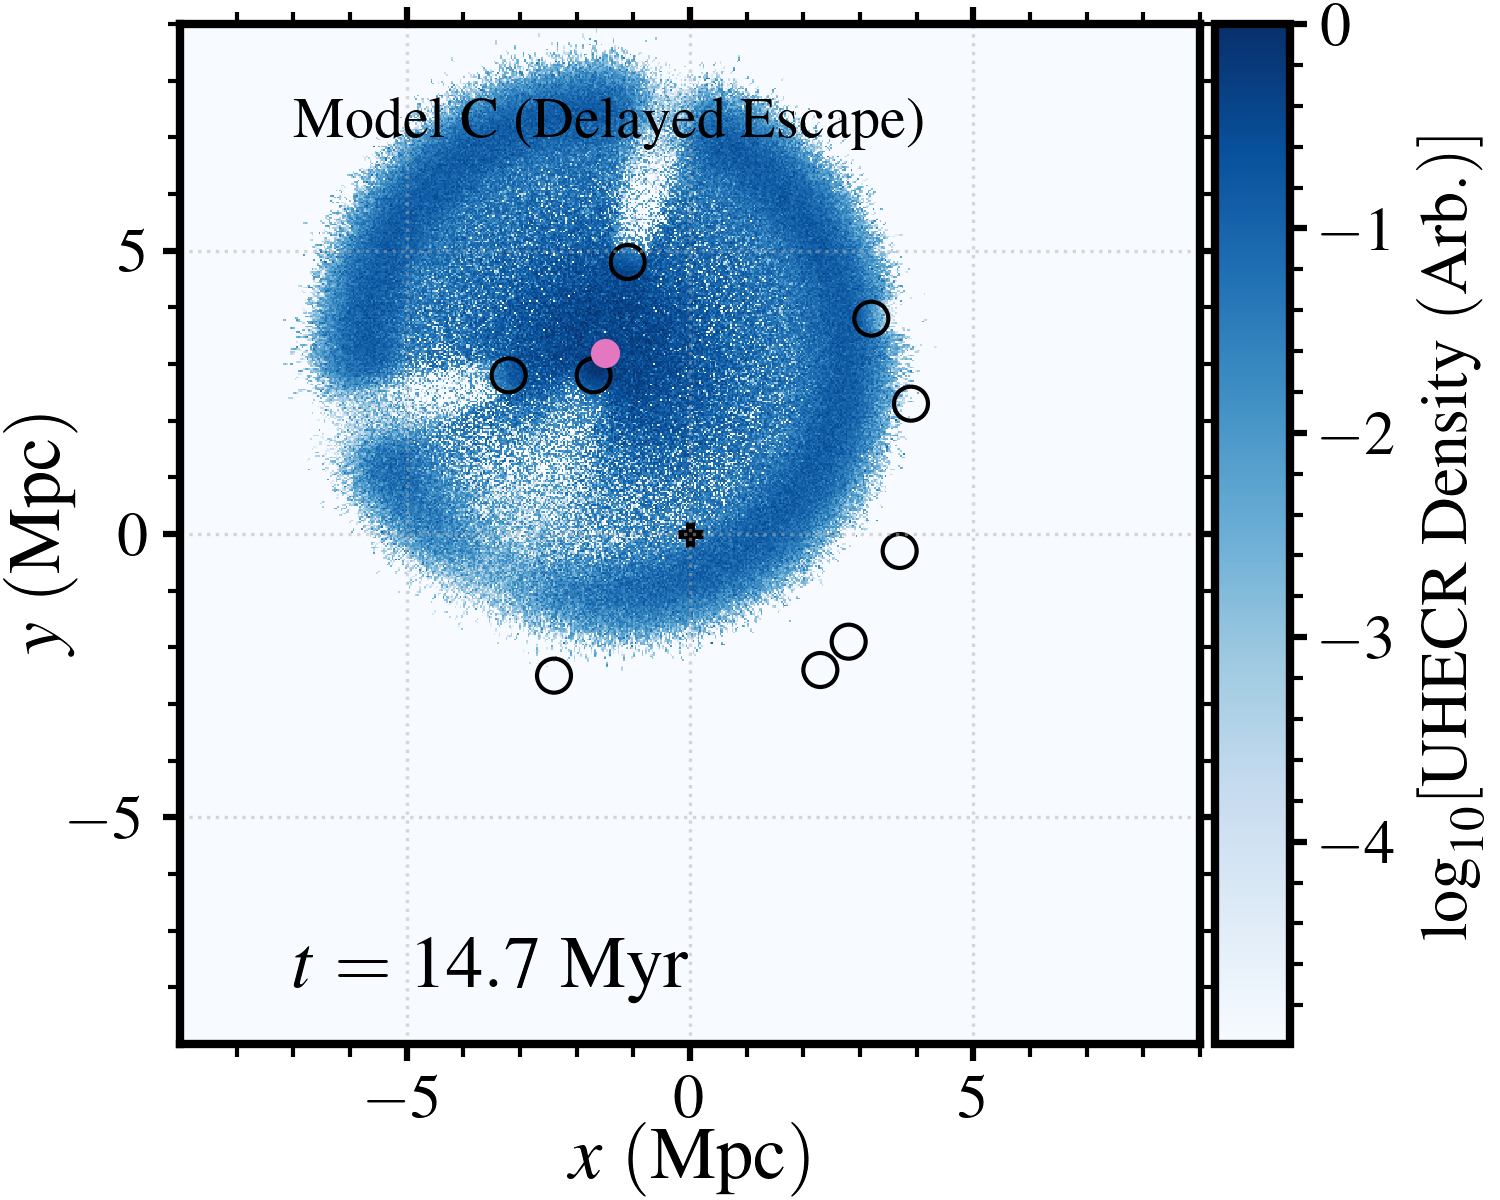 Model C (Delayed Escape)
t = 14.7 Myr
y (Mpc)
5
0
−5
−5
0
5
x (Mpc)
0
−1
−2
−3
−4
log₁₀[UHECR Density (Arb.)]